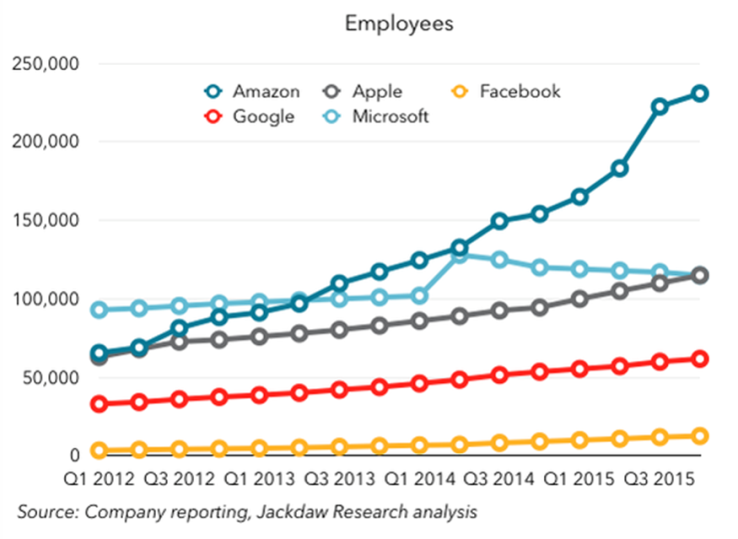 Employees
250,000
Amazon Apple Facebook
Google Microsoft
200,000
150,000
100,000
50,000
0
Q1 2012 Q3 2012 Q1 2013 Q3 2013 Q1 2014 Q3 2014 Q1 2015 Q3 2015
Source: Company reporting, Jackdaw Research analysis